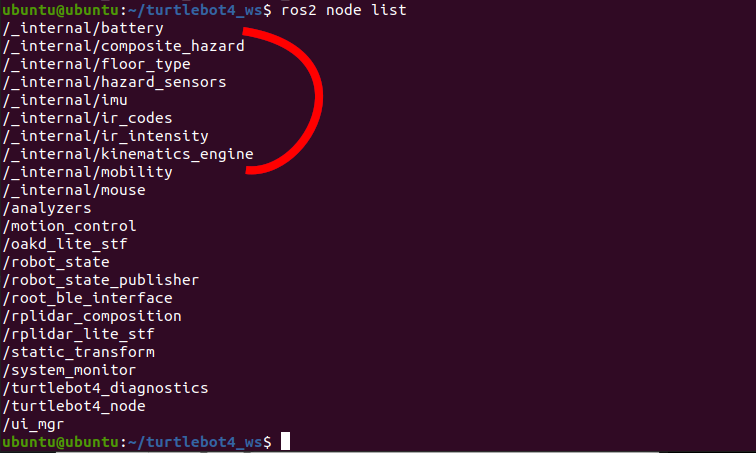 ubuntu@ubuntu:~/turtlebot4_ws$ ros2 node list
/_internal/battery
/_internal/composite_hazard
/_internal/floor_type
/_internal/hazard_sensors
/_internal/imu
/_internal/ir_codes
/_internal/ir_intensity
/_internal/kinematics_engine
/_internal/mobility
/_internal/mouse
/analyzers
/motion_control
/oakd_lite_stf
/robot_state
/robot_state_publisher
/root_ble_interface
/rplidar_composition
/rplidar_lite_stf
/static_transform
/system_monitor
/turtlebot4_diagnostics
/turtlebot4_node
/ui_mgr
ubuntu@ubuntu:~/turtlebot4_ws$